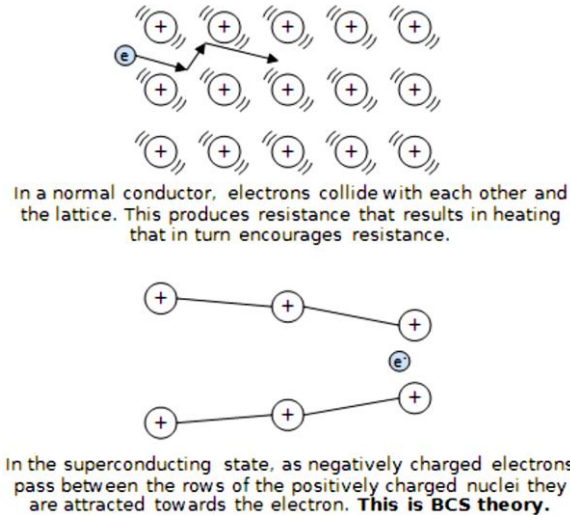 + + + + +
e
+ + + + +
+ + + + +
In a normal conductor, electrons collide with each other and
the lattice. This produces resistance that results in heating
that in turn encourages resistance.
+ + +
e-
+ + +
In the superconducting state, as negatively charged electrons
pass between the rows of the positively charged nuclei they
are attracted towards the electron. This is BCS theory.